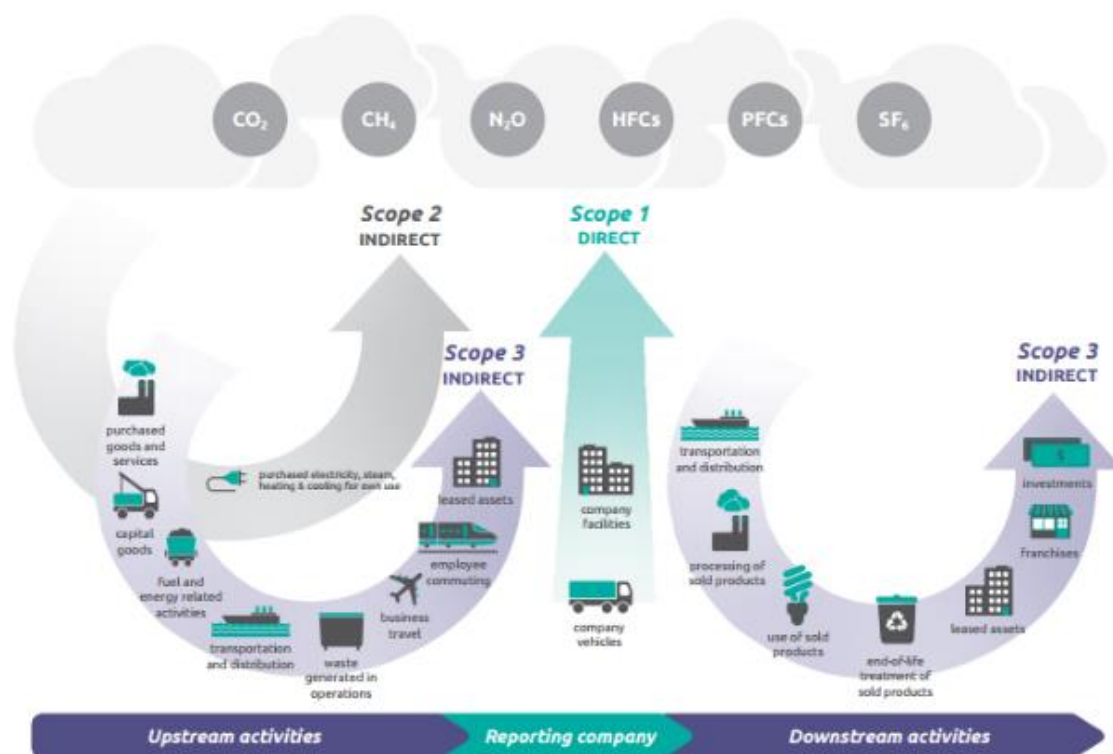 CO₂
CH₄
N₂O
HFCs
PFCs
SF₆
Scope 2
INDIRECT
Scope 1
DIRECT
Scope 3
INDIRECT
Scope 3
INDIRECT
purchased
goods and
services
capital
goods
fuel and
energy related
activities
purchased electricity, steam,
heating & cooling for own use
transportation
and distribution
waste
generated in
operations
business
travel
employee
commuting
leased assets
company
facilities
company
vehicles
transportation
and distribution
processing of
sold products
use of sold
products
end-of-life
treatment of
sold products
leased assets
franchises
investments
$
Upstream activities
Reporting company
Downstream activities